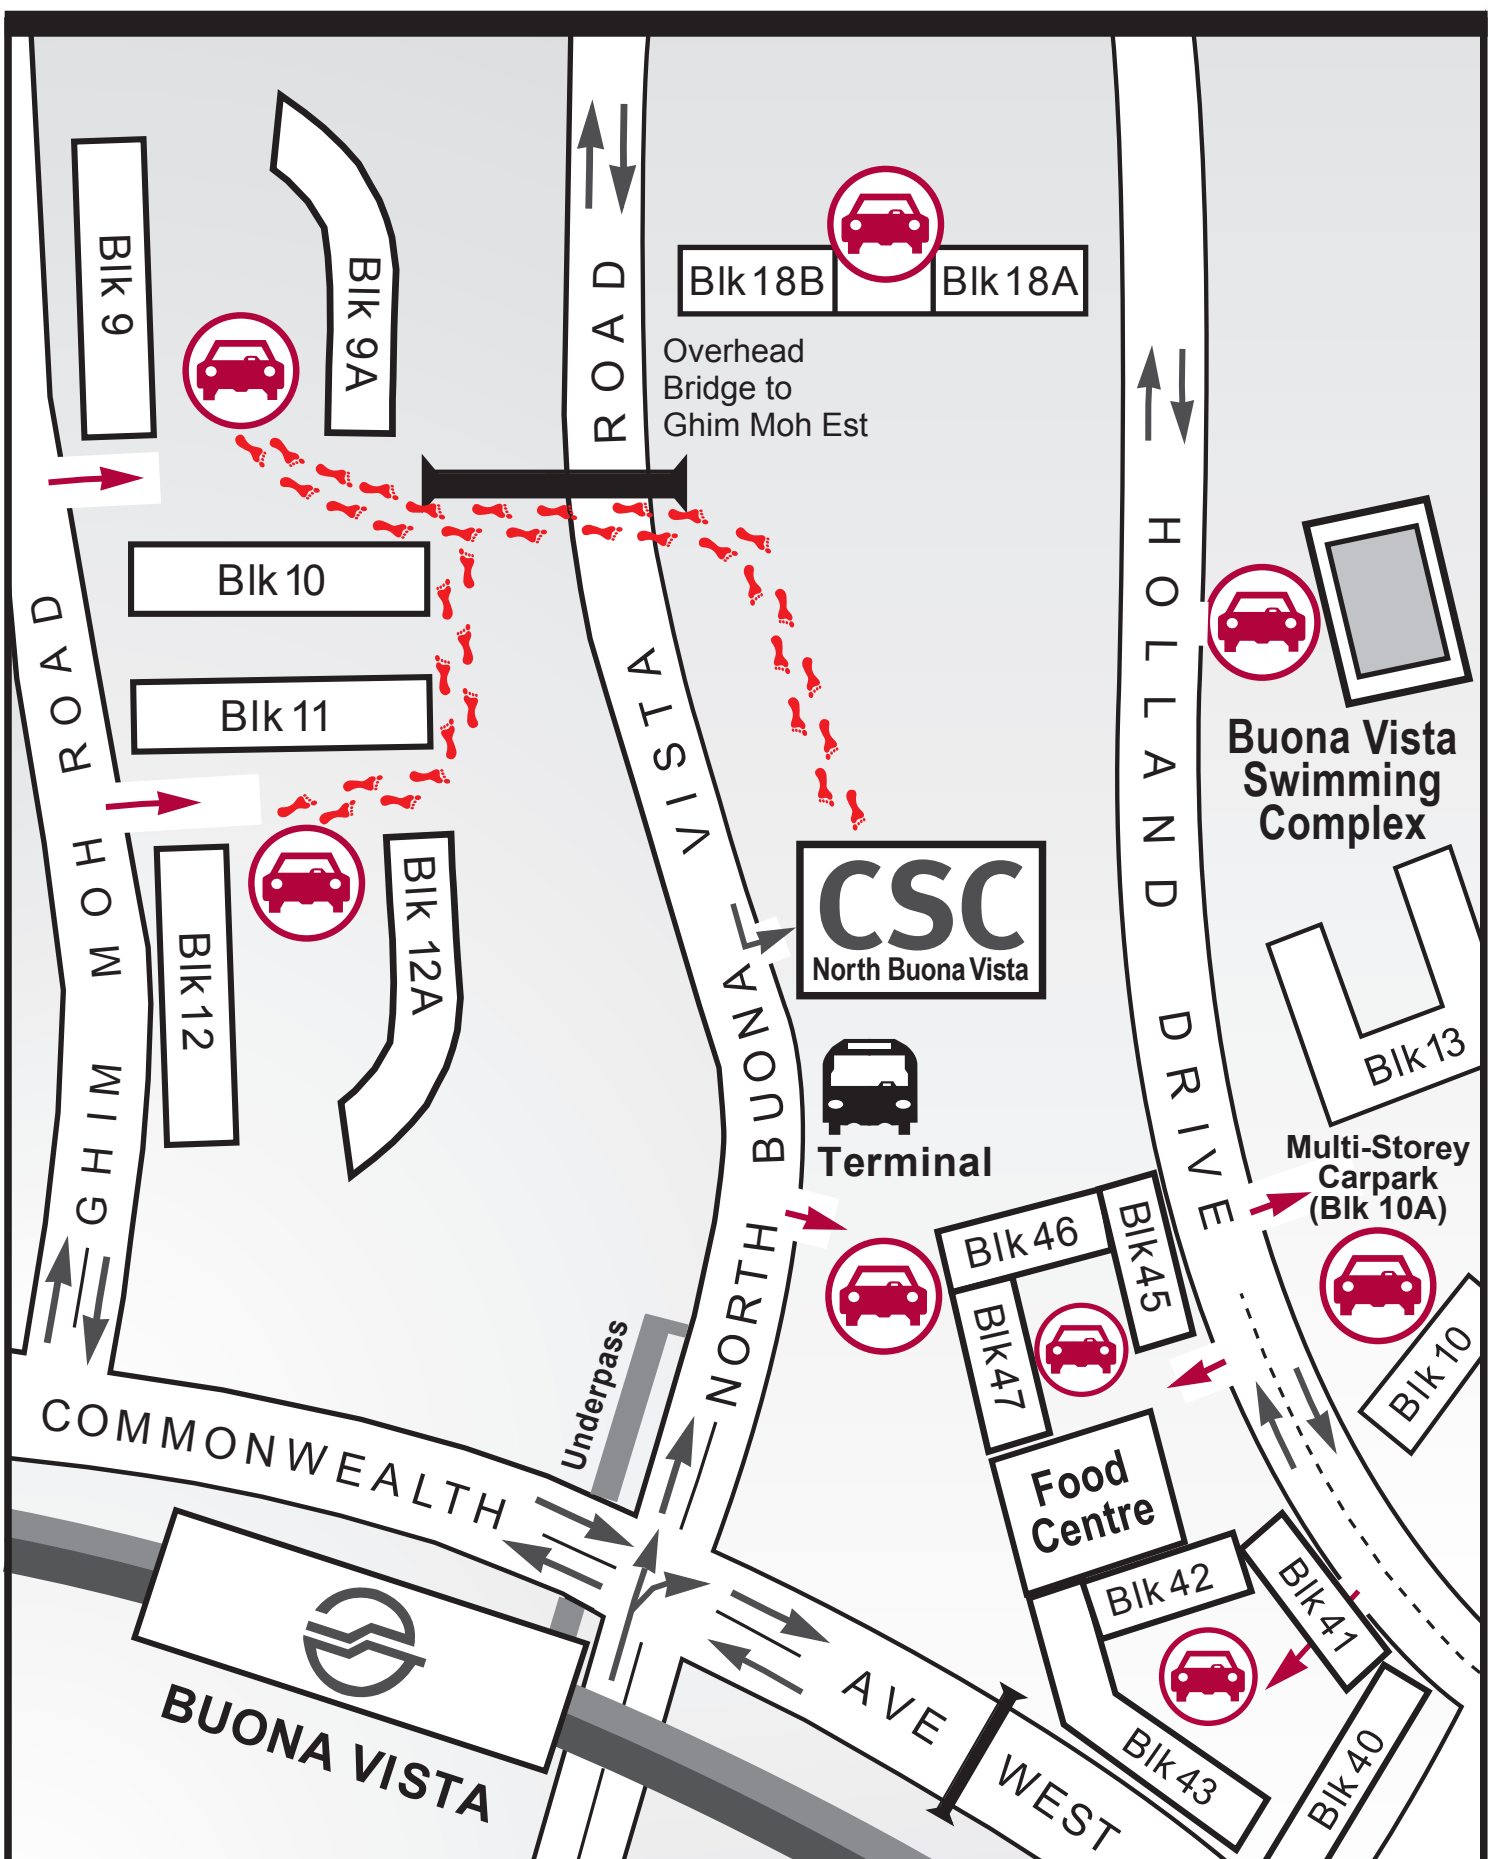 Blk 9
Blk 9A
Blk 18B
Blk 18A
Overhead
Bridge to
Ghim Moh Est
Blk 10
Blk 11
Blk 12
Blk 12A
GHIM MOH ROAD
NORTH BUONA VISTA ROAD
HOLLAND DRIVE
Buona Vista
Swimming
Complex
CSC
North Buona Vista
Terminal
Blk 13
Multi-Storey
Carpark
(Blk 10A)
Blk 46
Blk 45
Blk 47
Blk 10
Food
Centre
Underpass
COMMONWEALTH AVE WEST
Blk 42
Blk 41
Blk 43
Blk 40
BUONA VISTA